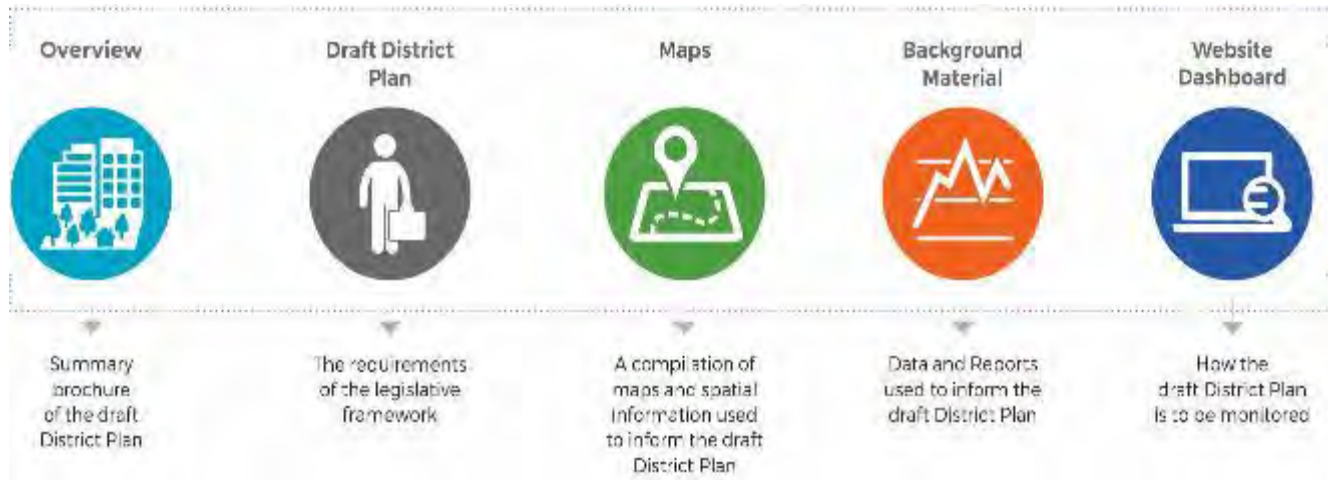 Overview
Draft District
Plan
Maps
Background
Material
Website
Dashboard
Summary
brochure
of the draft
District Plan
The requirements
of the legislative
framework
A compilation of
maps and spatial
information used
to inform the draft
District Plan
Data and Reports
used to inform the
draft District Plan
How the
draft District Plan
is to be monitored